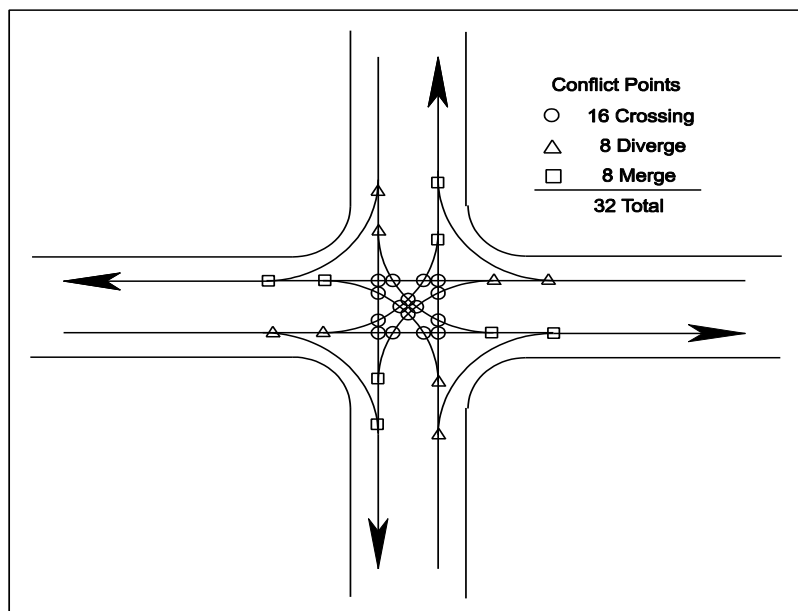 Conflict Points
16 Crossing
8 Diverge
8 Merge
32 Total